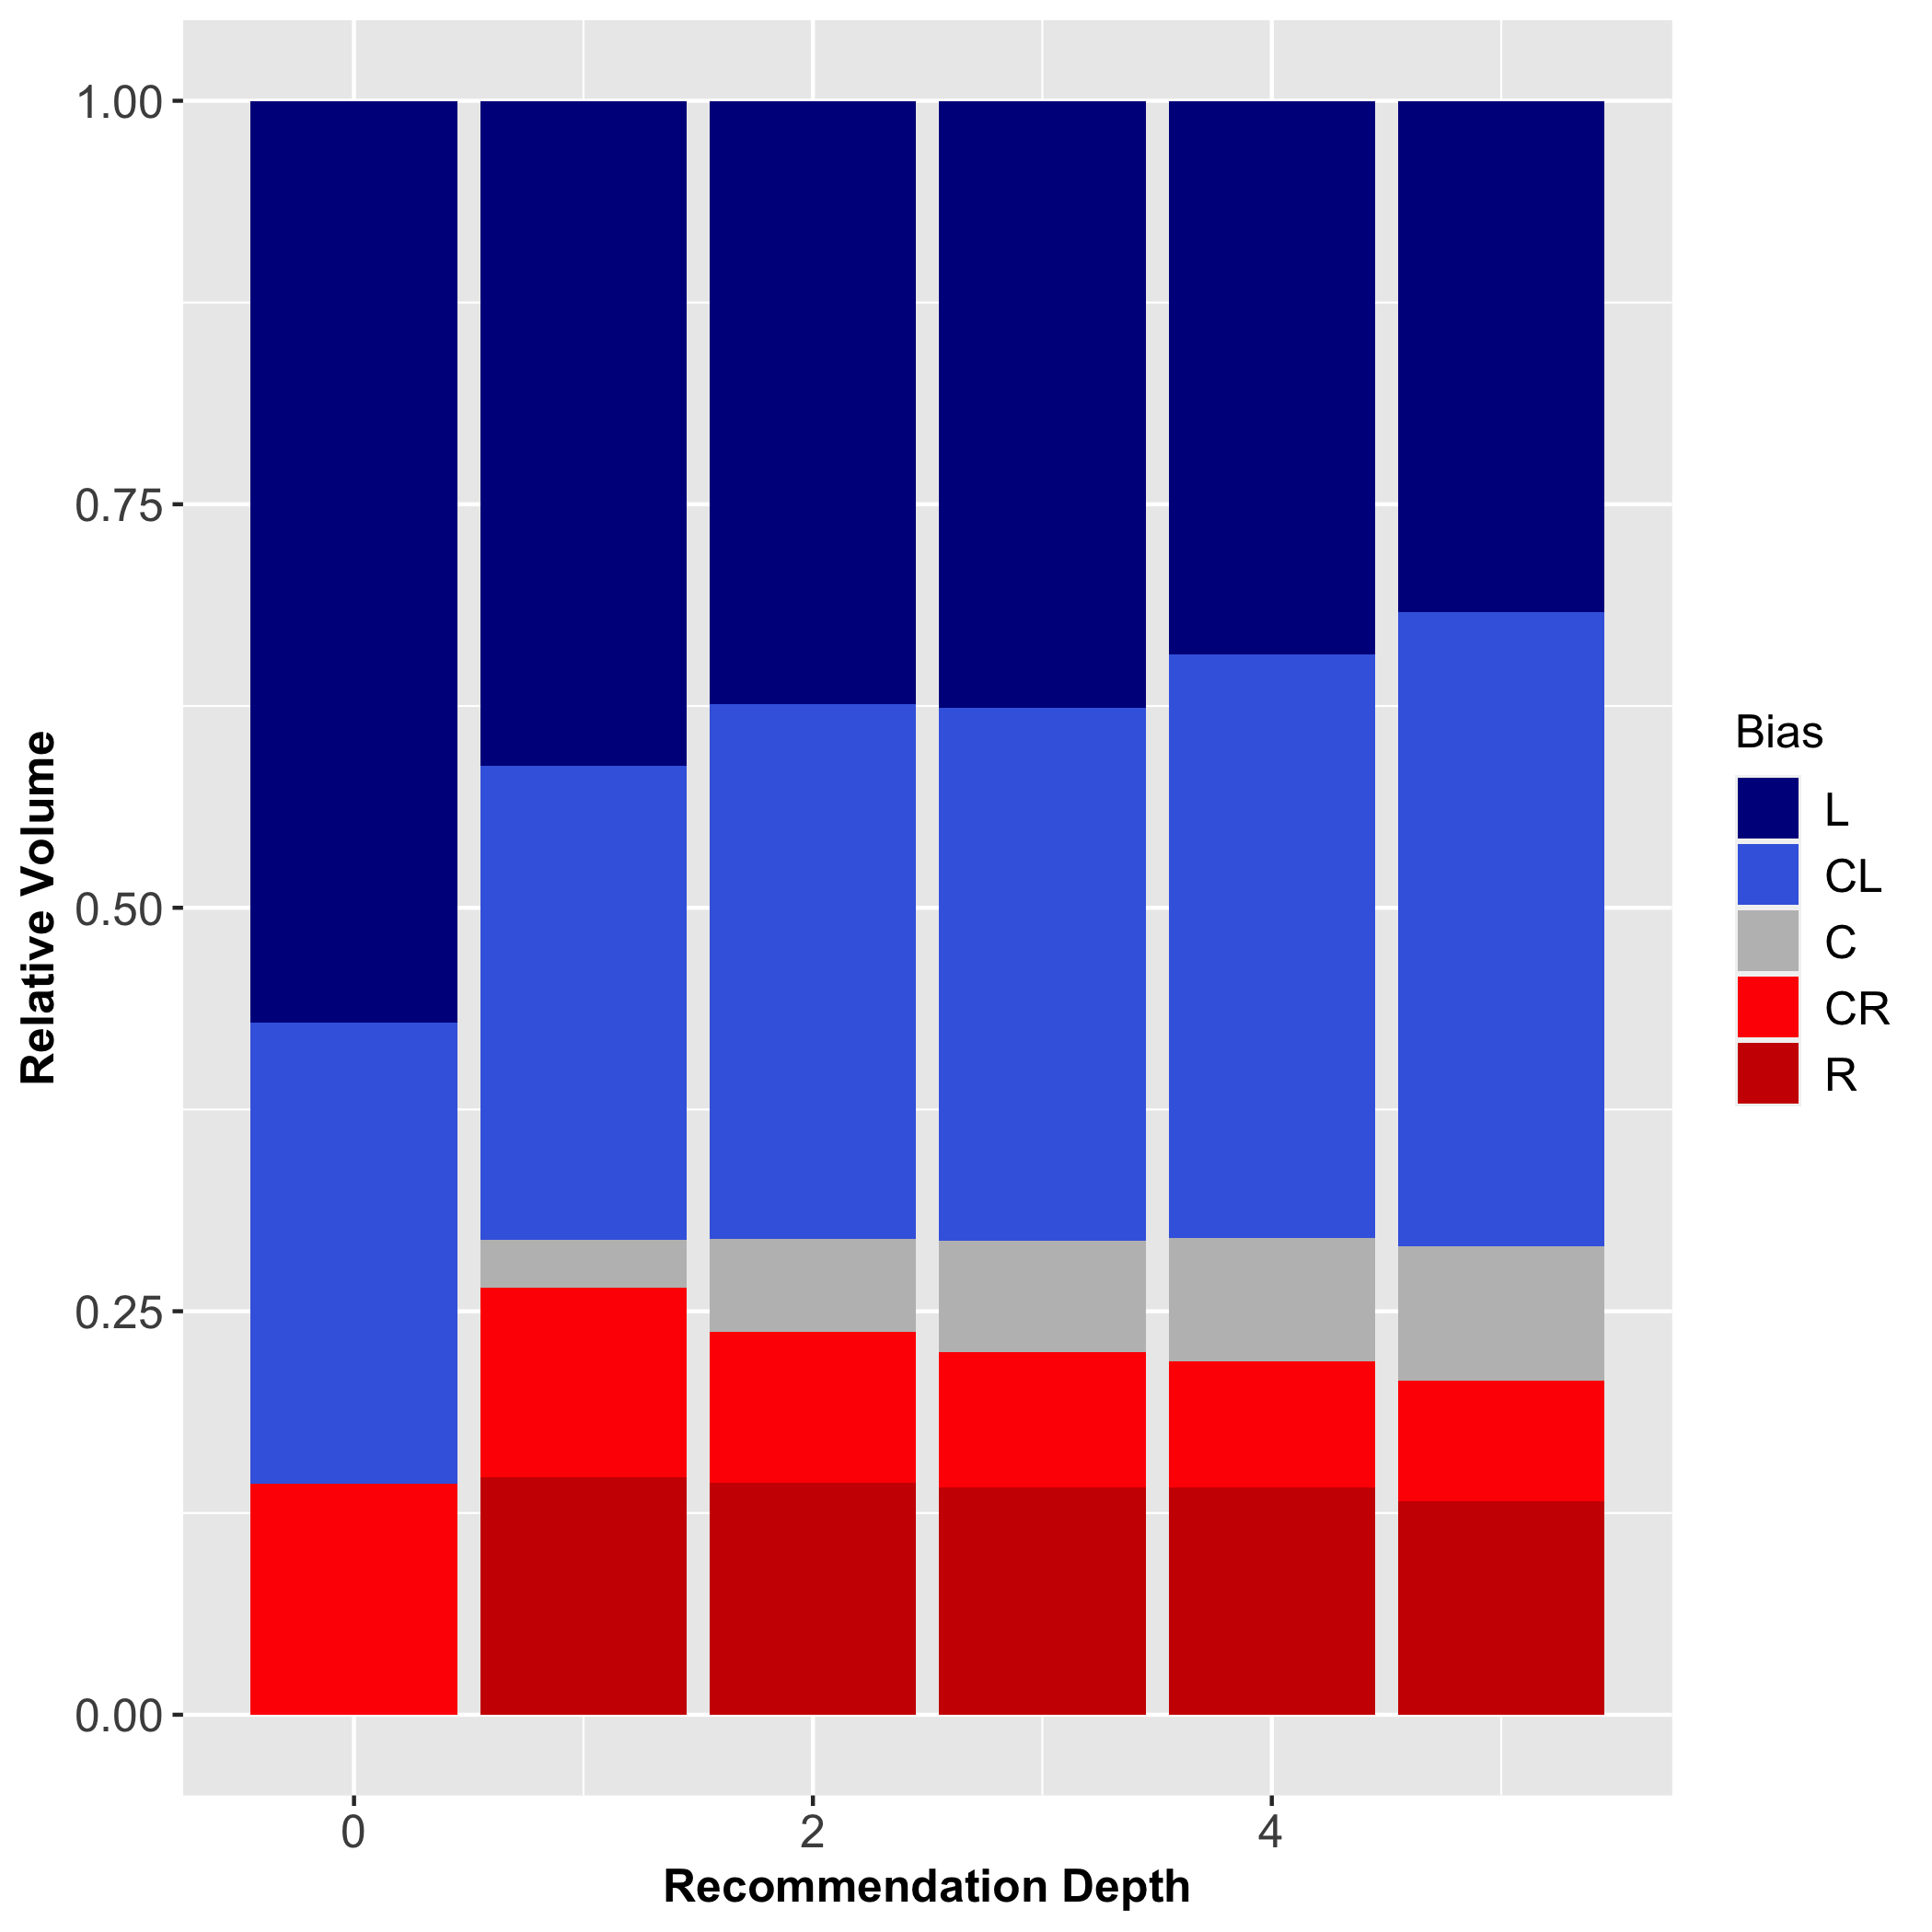 1.00
0.75
0.50
0.25
0.00
Relative Volume
0 2 4
Recommendation Depth
Bias
L
CL
C
CR
R